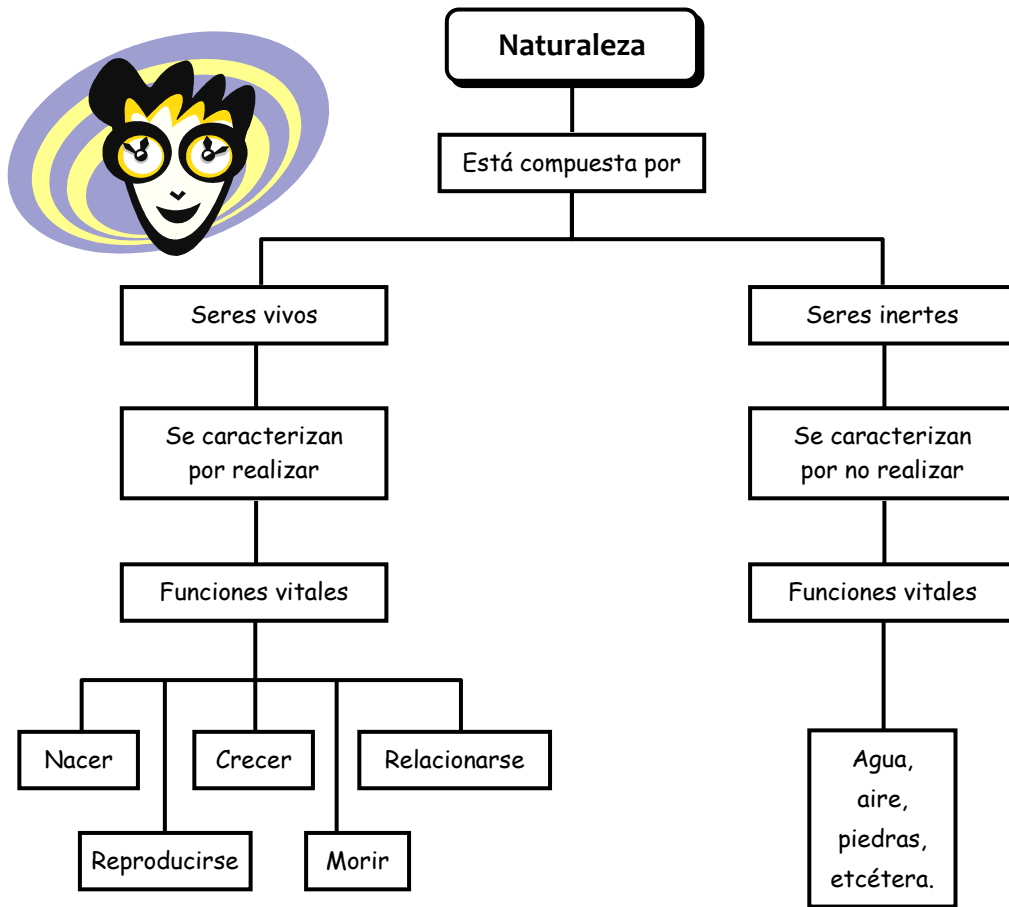 Naturaleza
Está compuesta por
Seres vivos
Seres inertes
Se caracterizan
por realizar
Se caracterizan
por no realizar
Funciones vitales
Funciones vitales
Nacer
Crecer
Relacionarse
Reproducirse
Morir
Agua,
aire,
piedras,
etcétera.